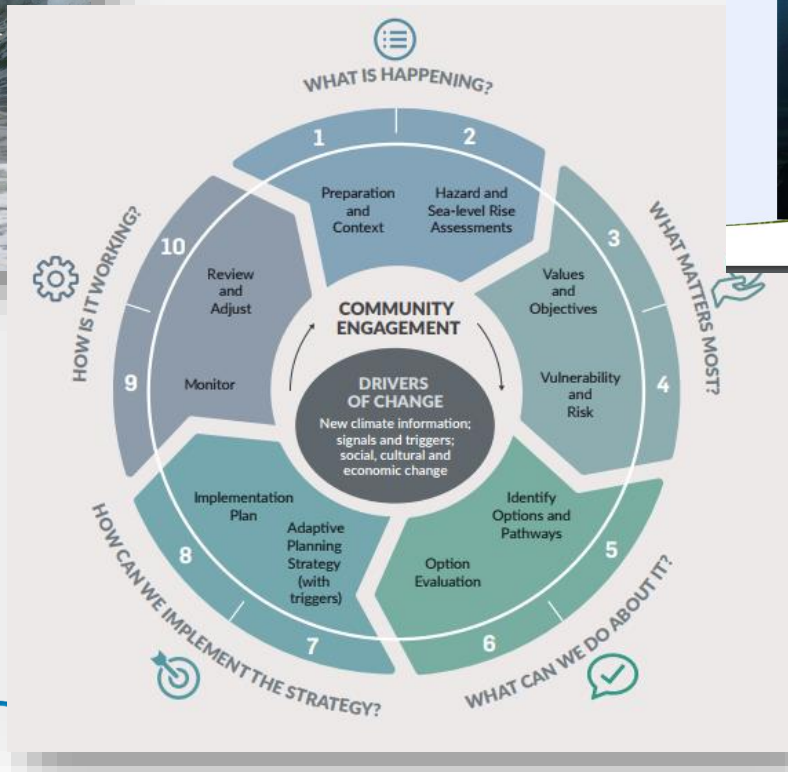 WHAT IS HAPPENING?
1
2
Preparation
and
Context
Hazard and
Sea-level Rise
Assessments
WHAT MATTERS MOST?
3
Values
and
Objectives
4
Vulnerability
and
Risk
WHAT CAN WE DO ABOUT IT?
5
Identify
Options and
Pathways
6
Option
Evaluation
HOW CAN WE IMPLEMENT THE STRATEGY?
7
Adaptive
Planning
Strategy
(with
triggers)
8
Implementation
Plan
HOW IS IT WORKING?
9
Monitor
10
Review
and
Adjust
COMMUNITY
ENGAGEMENT
DRIVERS
OF CHANGE
New climate information;
signals and triggers;
social, cultural and
economic change